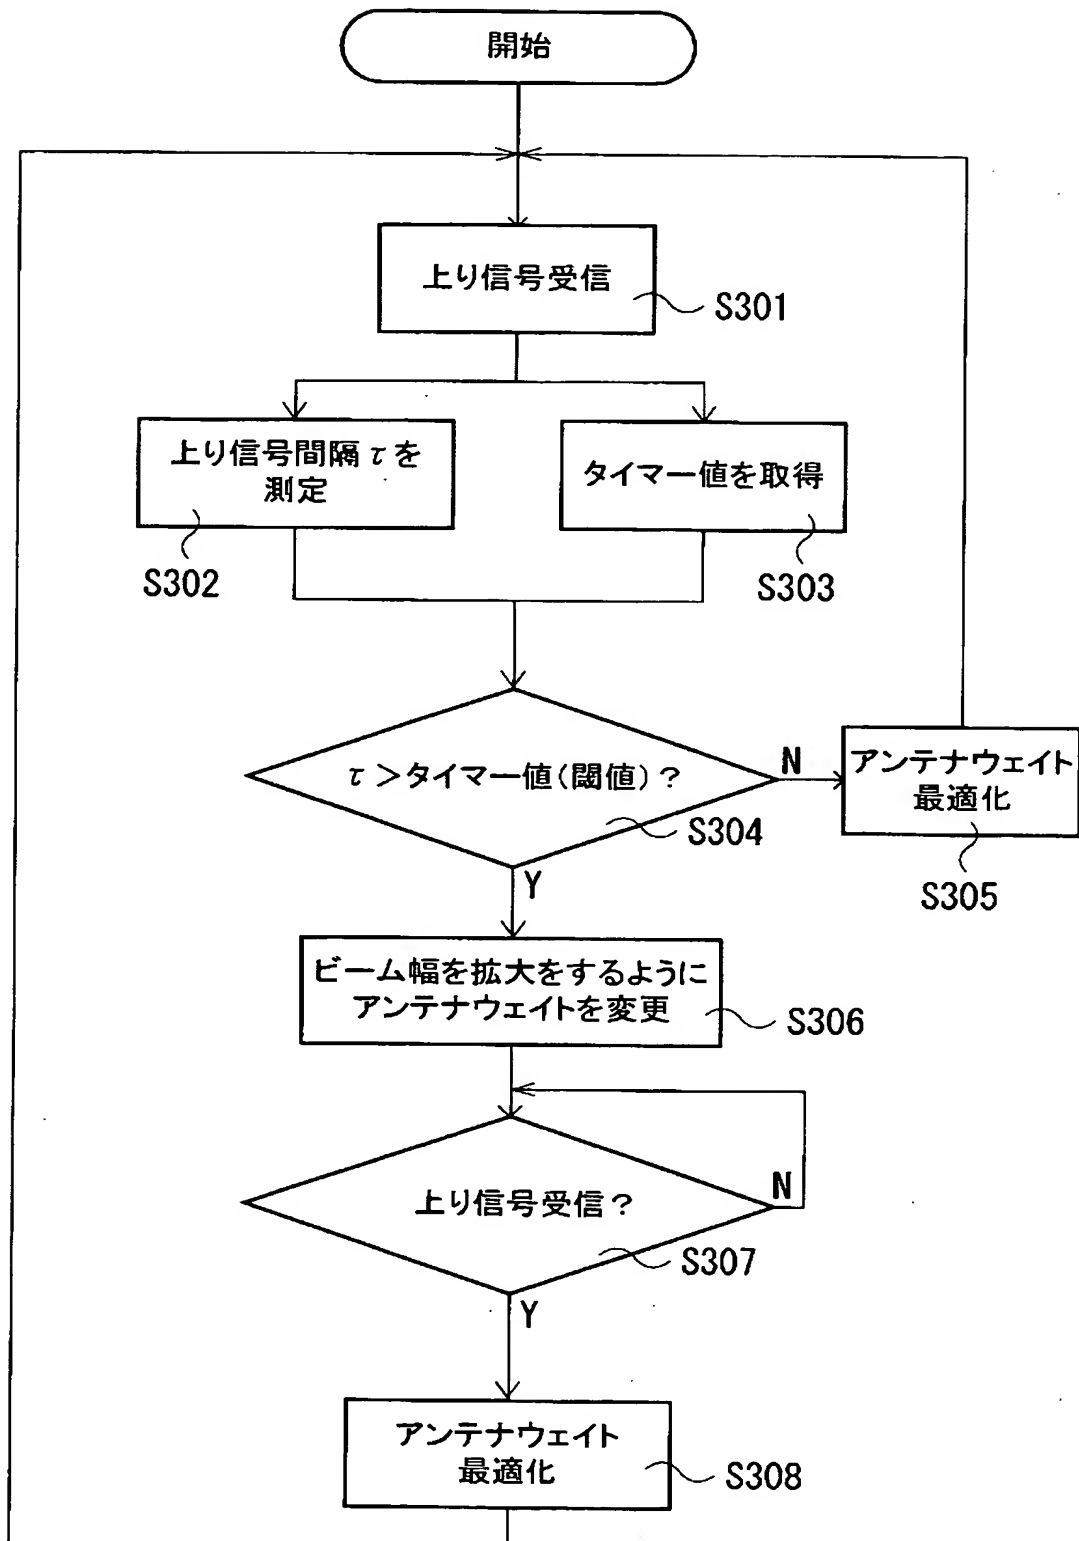 開始
上り信号受信
S301
上り信号間隔τを
測定
S302
タイマー値を取得
S303
τ>タイマー値(閾値)?
S304
N
アンテナウェイト
最適化
S305
Y
ビーム幅を拡大をするように
アンテナウェイトを変更
S306
上り信号受信?
N
S307
Y
アンテナウェイト
最適化
S308